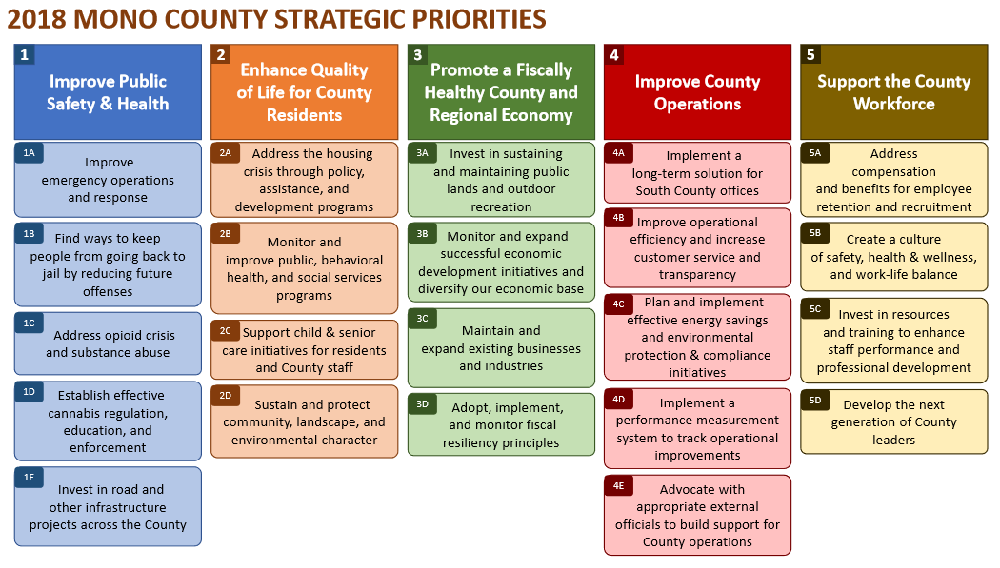 2018 MONO COUNTY STRATEGIC PRIORITIES
1
Improve Public
Safety & Health
1A
Improve
emergency operations
and response
1B
Find ways to keep
people from going back to
jail by reducing future
offenses
1C
Address opioid crisis
and substance abuse
1D
Establish effective
cannabis regulation,
education, and
enforcement
1E
Invest in road and
other infrastructure
projects across the County
2
Enhance Quality
of Life for County
Residents
2A
Address the housing
crisis through policy,
assistance, and
development programs
2B
Monitor and
improve public, behavioral
health, and social services
programs
2C
Support child & senior
care initiatives for residents
and County staff
2D
Sustain and protect
community, landscape, and
environmental character
3
Promote a Fiscally
Healthy County and
Regional Economy
3A
Invest in sustaining
and maintaining public
lands and outdoor
recreation
3B
Monitor and expand
successful economic
development initiatives and
diversify our economic base
3C
Maintain and
expand existing businesses
and industries
3D
Adopt, implement,
and monitor fiscal
resiliency principles
4
Improve County
Operations
4A
Implement a
long-term solution for
South County offices
4B
Improve operational
efficiency and increase
customer service and
transparency
4C
Plan and implement
effective energy savings
and environmental
protection & compliance
initiatives
4D
Implement a
performance measurement
system to track operational
improvements
4E
Advocate with
appropriate external
officials to build support for
County operations
5
Support the County
Workforce
5A
Address
compensation
and benefits for employee
retention and recruitment
5B
Create a culture
of safety, health & wellness,
and work-life balance
5C
Invest in resources
and training to enhance
staff performance and
professional development
5D
Develop the next
generation of County
leaders